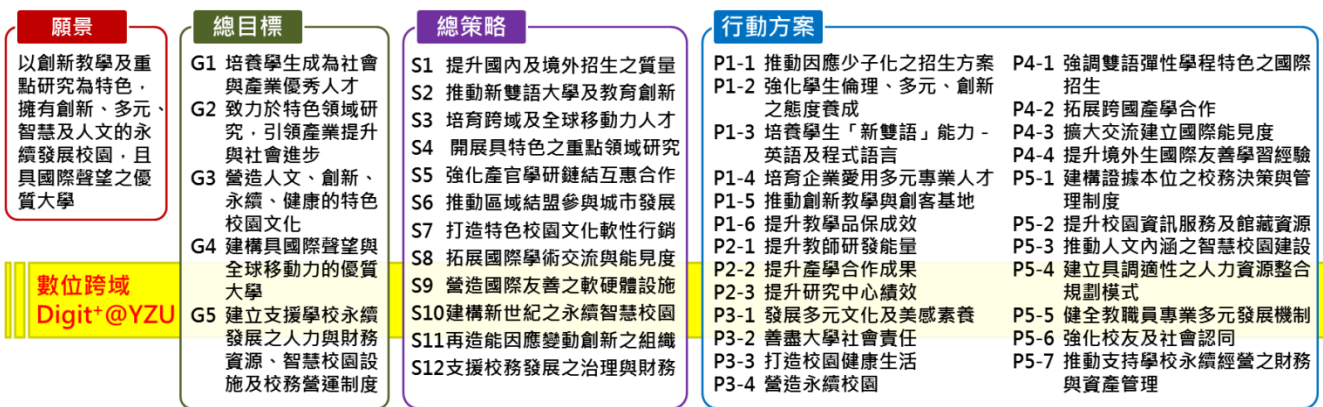 願景
以創新教學及重
點研究為特色，
擁有創新、多元、
智慧及人文的永
續發展校園，且
具國際聲望之優
質大學
數位跨域
Digit⁺@YZU
總目標
G1 培養學生成為社會
與產業優秀人才
G2 致力於特色領域研
究，引領產業提升
與社會進步
G3 營造人文、創新、
永續、健康的特色
校園文化
G4 建構具國際聲望與
全球移動力的優質
大學
G5 建立支援學校永續
發展之人力與財務
資源、智慧校園設
施及校務營運制度
總策略
S1 提升國內及境外招生之質量
S2 推動新雙語大學及教育創新
S3 培育跨域及全球移動力人才
S4 開展具特色之重點領域研究
S5 強化產官學研鏈結互惠合作
S6 推動區域結盟參與城市發展
S7 打造特色校園文化軟性行銷
S8 拓展國際學術交流與能見度
S9 營造國際友善之軟硬體設施
S10建構新世紀之永續智慧校園
S11再造能因應變動創新之組織
S12支援校務發展之治理與財務
行動方案
P1-1 推動因應少子化之招生方案
P1-2 強化學生倫理、多元、創新
之態度養成
P1-3 培養學生「新雙語」能力 -
英語及程式語言
P1-4 培育企業愛用多元專業人才
P1-5 推動創新教學與創客基地
P1-6 提升教學品保成效
P2-1 提升教師研發能量
P2-2 提升產學合作成果
P2-3 提升研究中心績效
P3-1 發展多元文化及美感素養
P3-2 善盡大學社會責任
P3-3 打造校園健康生活
P3-4 營造永續校園
P4-1 強調雙語彈性學程特色之國際
招生
P4-2 拓展跨國產學合作
P4-3 擴大交流建立國際能見度
P4-4 提升境外生國際友善學習經驗
P5-1 建構證據本位之校務決策與管
理制度
P5-2 提升校園資訊服務及館藏資源
P5-3 推動人文內涵之智慧校園建設
P5-4 建立具調適性之人力資源整合
規劃模式
P5-5 健全教職員專業多元發展機制
P5-6 強化校友及社會認同
P5-7 推動支持學校永續經營之財務
與資產管理